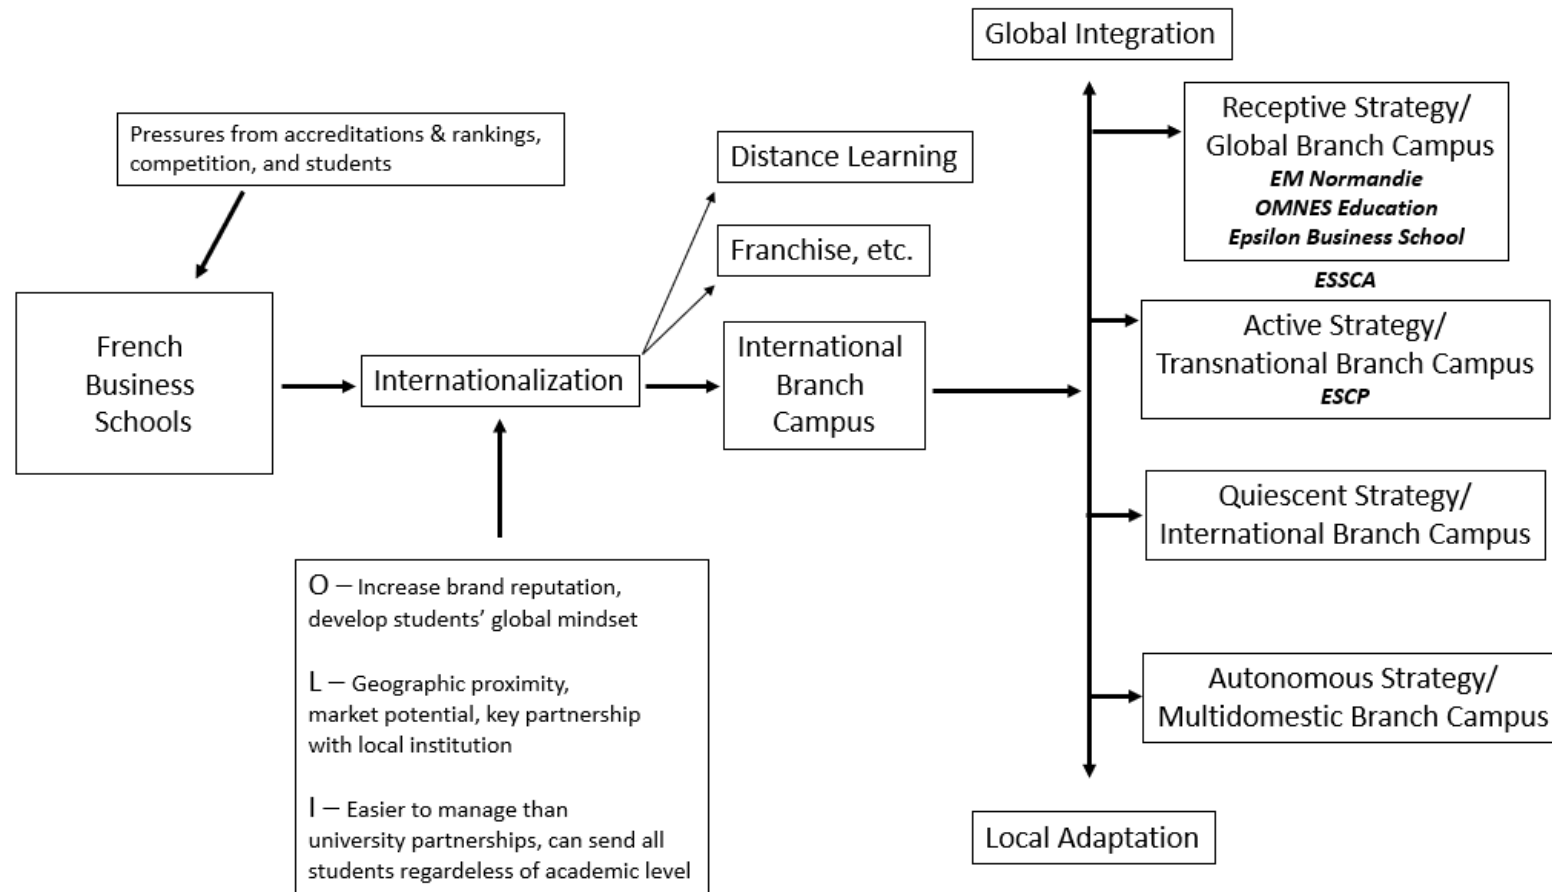 Global Integration
Pressures from accreditations & rankings,
competition, and students
French
Business
Schools
Internationalization
O – Increase brand reputation,
develop students’ global mindset
L – Geographic proximity,
market potential, key partnership
with local institution
I – Easier to manage than
university partnerships, can send all
students regardeless of academic level
Distance Learning
Franchise, etc.
International
Branch
Campus
Receptive Strategy/
Global Branch Campus
EM Normandie
OMNES Education
Epsilon Business School
ESSCA
Active Strategy/
Transnational Branch Campus
ESCP
Quiescent Strategy/
International Branch Campus
Autonomous Strategy/
Multidomestic Branch Campus
Local Adaptation